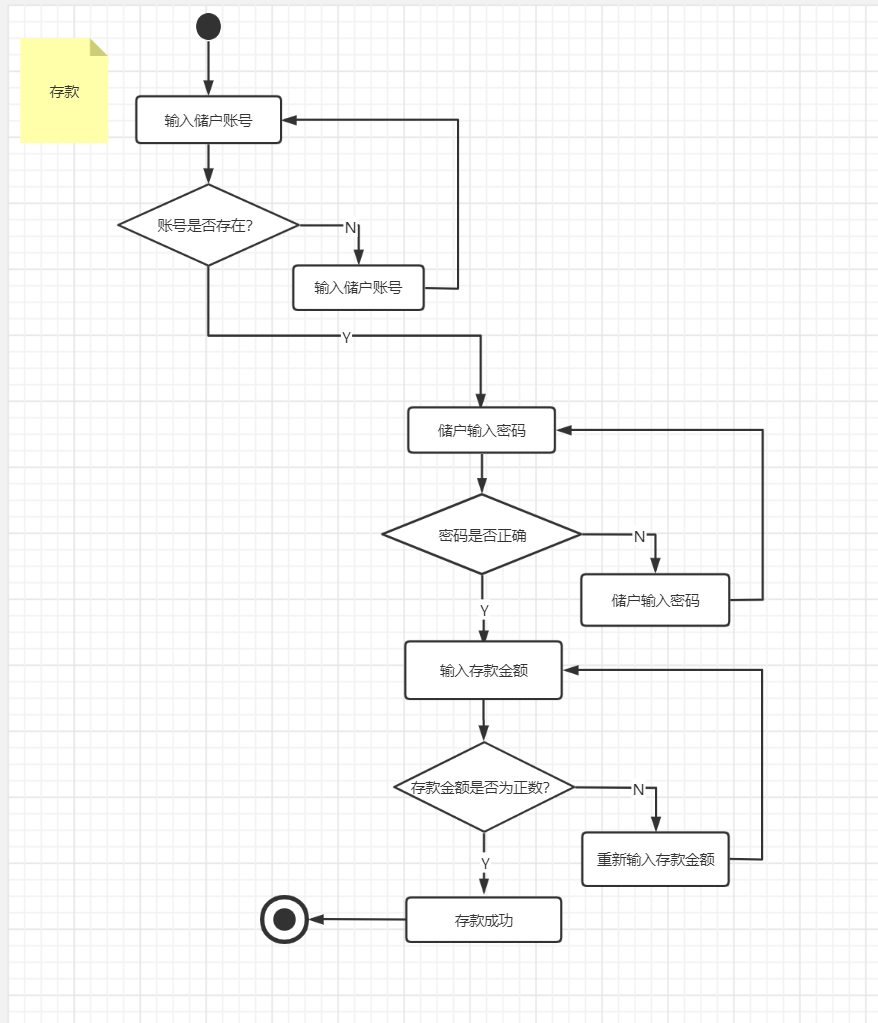 存款
输入储户账号
账号是否存在?
N
输入储户账号
Y
储户输入密码
密码是否正确
N
储户输入密码
Y
输入存款金额
存款金额是否为正数?
N
重新输入存款金额
Y
存款成功